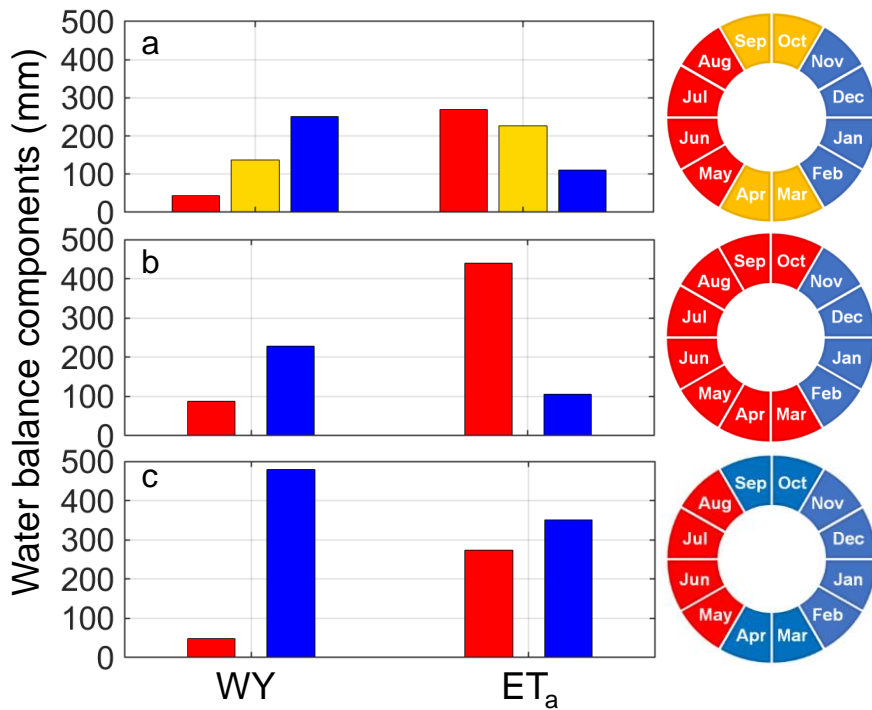 Water balance components (mm)
a
500
400
300
200
100
0
Sep Oct
Aug Nov
Jul Dec
Jun Jan
May Feb
Apr Mar
b
500
400
300
200
100
0
Sep Oct
Aug Nov
Jul Dec
Jun Jan
May Feb
Apr Mar
c
500
400
300
200
100
0
Sep Oct
Aug Nov
Jul Dec
Jun Jan
May Feb
Apr Mar
WY ETa